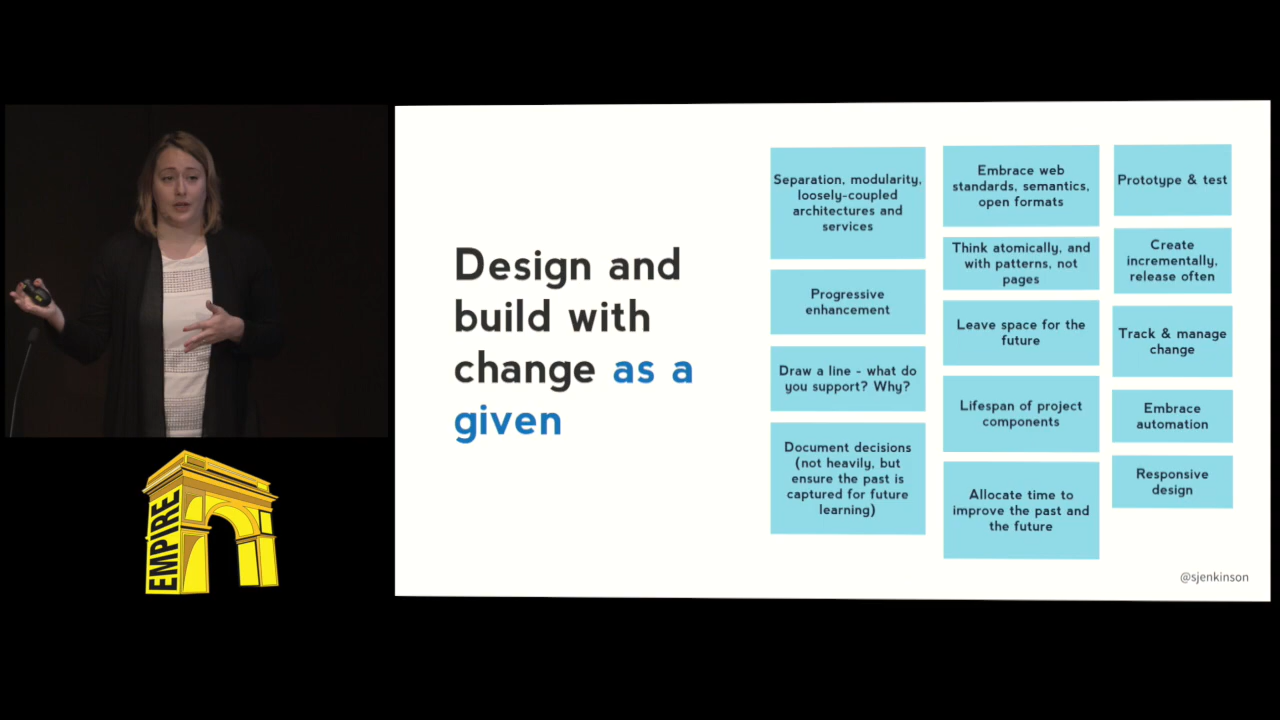 Design and
build with
change as a
given
Separation, modularity,
loosely-coupled
architectures and
services
Progressive
enhancement
Draw a line - what do
you support? Why?
Document decisions
(not heavily, but
ensure the past is
captured for future
learning)
Embrace web
standards, semantics,
open formats
Think atomically, and
with patterns, not
pages
Leave space for the
future
Lifespan of project
components
Allocate time to
improve the past and
the future
Prototype & test
Create
incrementally,
release often
Track & manage
change
Embrace
automation
Responsive
design
@sjenkinson
EMPIRE